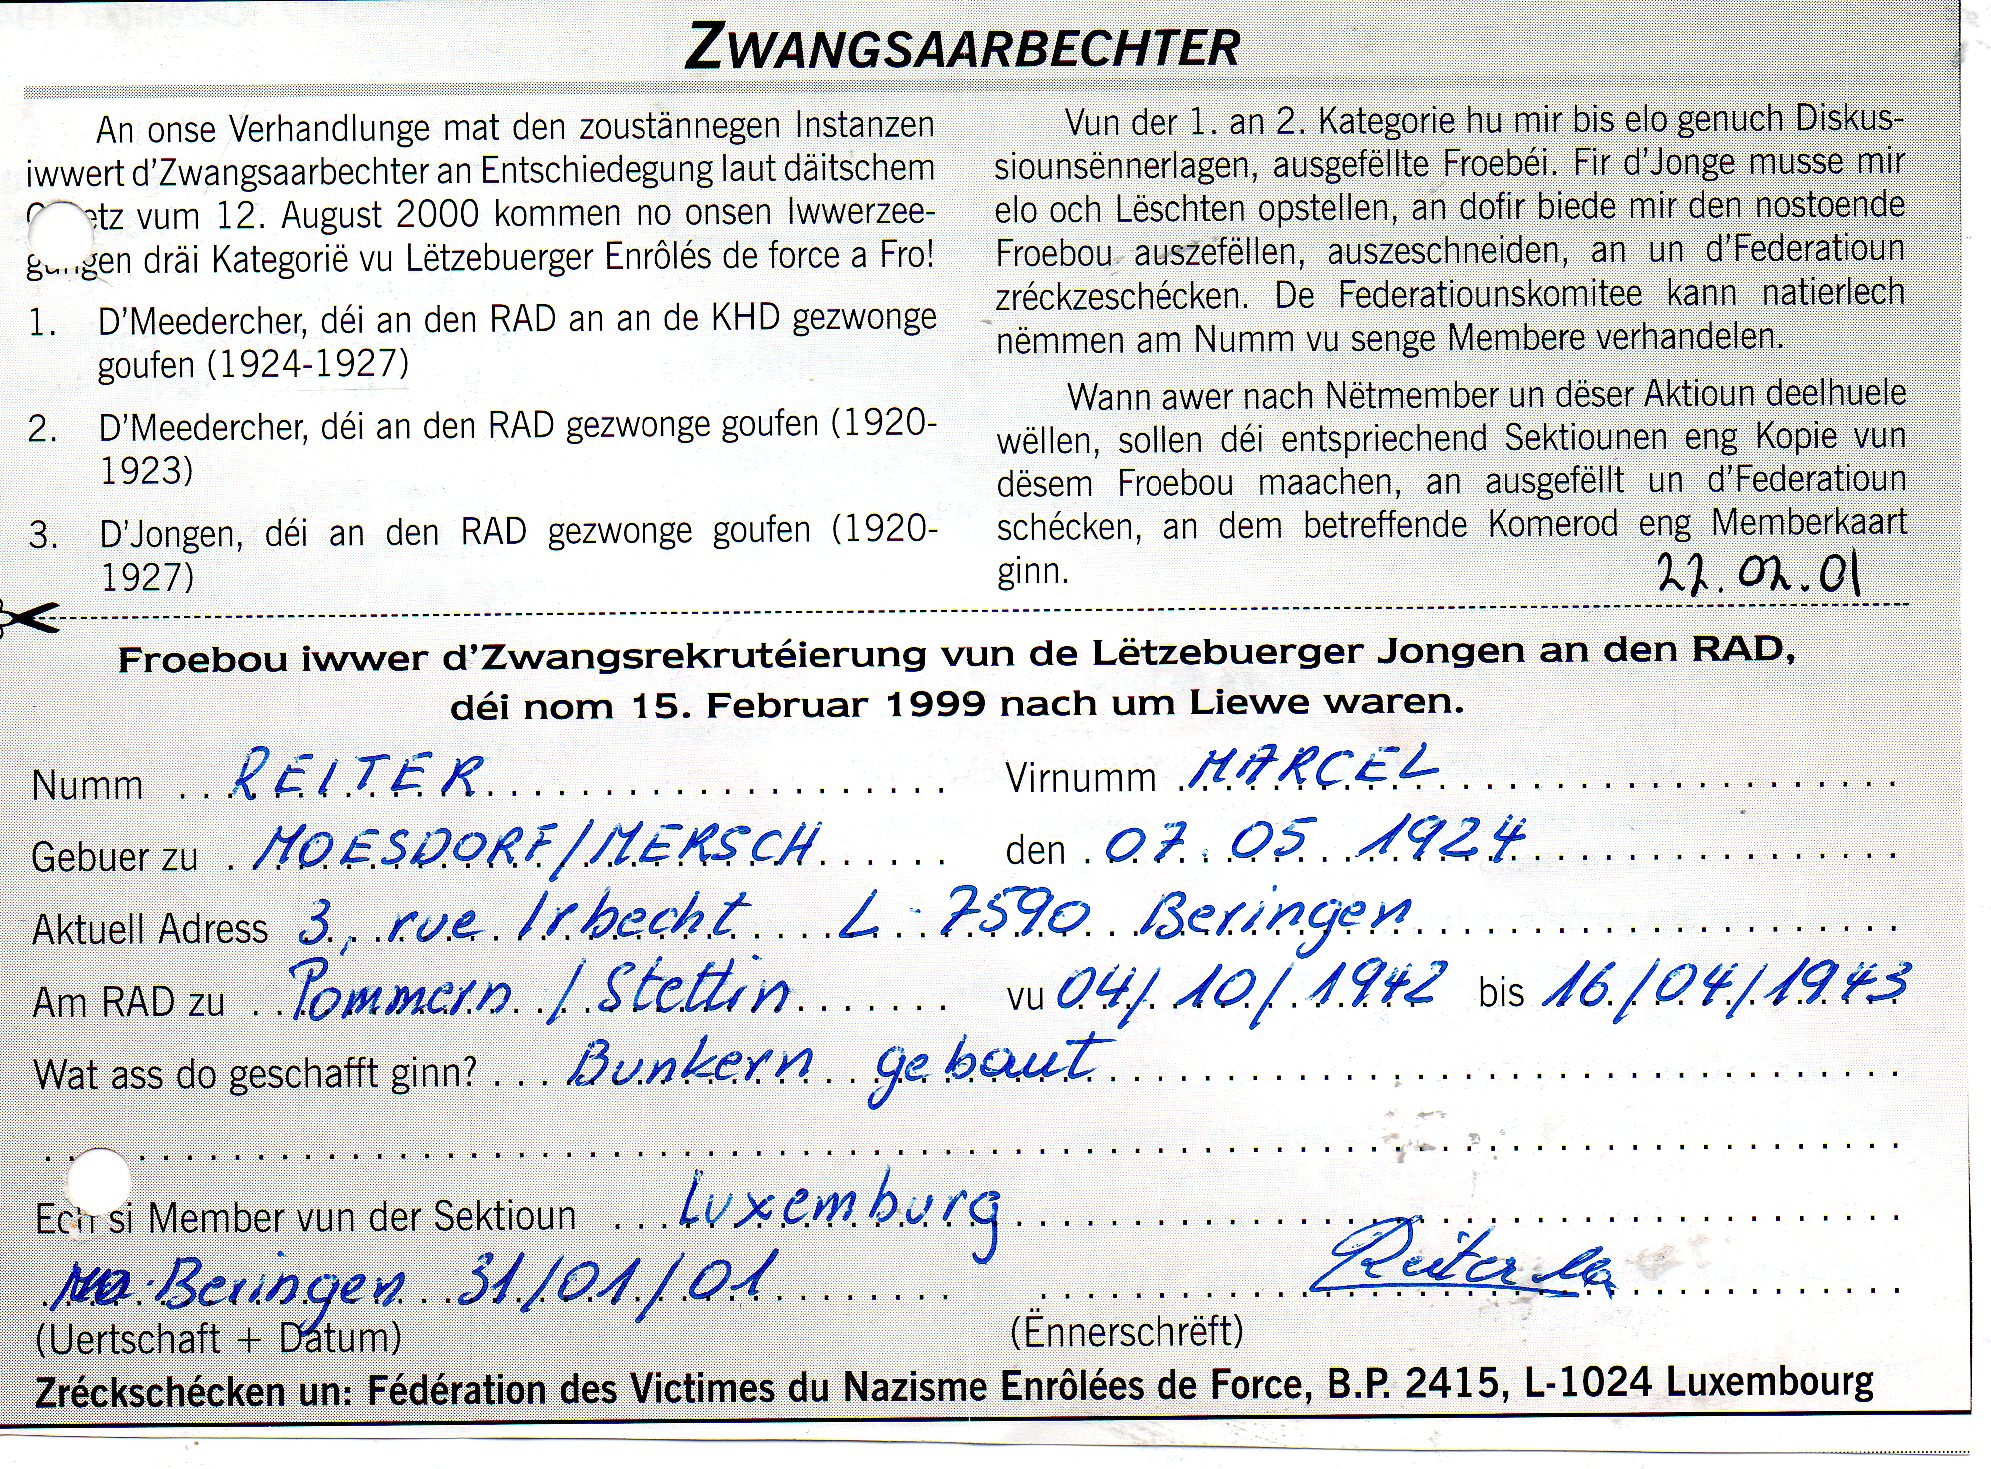 ZWANGSAARBECHTER
An onse Verhandlunge mat den zoustännegen Instanzen
iwwert d'Zwangsaarbechter an Entschiedegung laut däitschem
vum 12. August 2000 kommen no onsen Iwwerzee-
gungen dräi Kategorië vu Lëtzebuerger Enrôlés de force a Fro!
1. D'Meedercher, déi an den RAD an an de KHD gezwonge
goufen (1924-1927)
2. D'Meedercher, déi an den RAD gezwonge goufen (1920-
1923)
3. D'Jongen, déi an den RAD gezwonge goufen (1920-
1927)
Vun der 1. an 2. Kategorie hu mir bis elo genuch Diskus-
siounsënnerlagen, ausgefëllte Froebéi. Fir d'Jonge musse mir
elo och Lëschten opstellen, an dofir biede mir den nostoende
Froebou auszefëllen, auszeschneiden, an un d'Federatioun
zréckzeschécken. De Federatiounskomitee kann natierlech
nëmmen am Numm vu senge Membere verhandelen.
Wann awer nach Nëtmember un dëser Aktioun deelhuele
wëllen, sollen déi entspriechend Sektiounen eng Kopie vun
dësem Froebou maachen, an ausgefëllt un d'Federatioun
schécken, an dem betreffende Komerod eng Memberkaart
ginn.
22.02.01
Froebou iwwer d'Zwangsrekrutéierung vun de Lëtzebuerger Jongen an den RAD,
déi nom 15. Februar 1999 nach um Liewe waren.
Numm REITER Virnumm MARCEL
Gebuer zu MOESDORF/MERSCH den 07. 05 1924
Aktuell Adress 3, rue Irbecht L-7590 Beringen
Am RAD zu Pommern / Stettin vu 04/10/1942 bis 16/04/1943
Wat ass do geschafft ginn? Bunkern gebaut
Ech si Member vun der Sektioun Luxemburg
Beringen 31/01/01 Reiter Ma
(Uertschaft + Datum) (Ënnerschrëft)
Zréckschécken un: Fédération des Victimes du Nazisme Enrôlées de Force, B.P. 2415, L-1024 Luxembourg